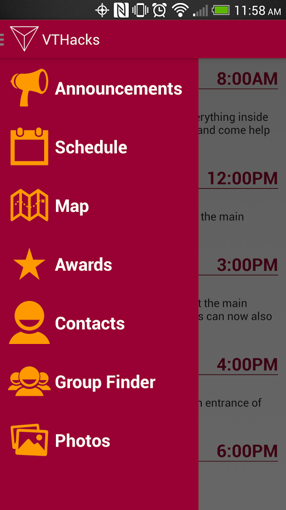 11:58 AM
VTHacks
Announcements
Schedule
Map
Awards
Contacts
Group Finder
Photos
8:00AM
erything inside
and come help
12:00PM
the main
3:00PM
t the main
s can now also
4:00PM
n entrance of
6:00PM